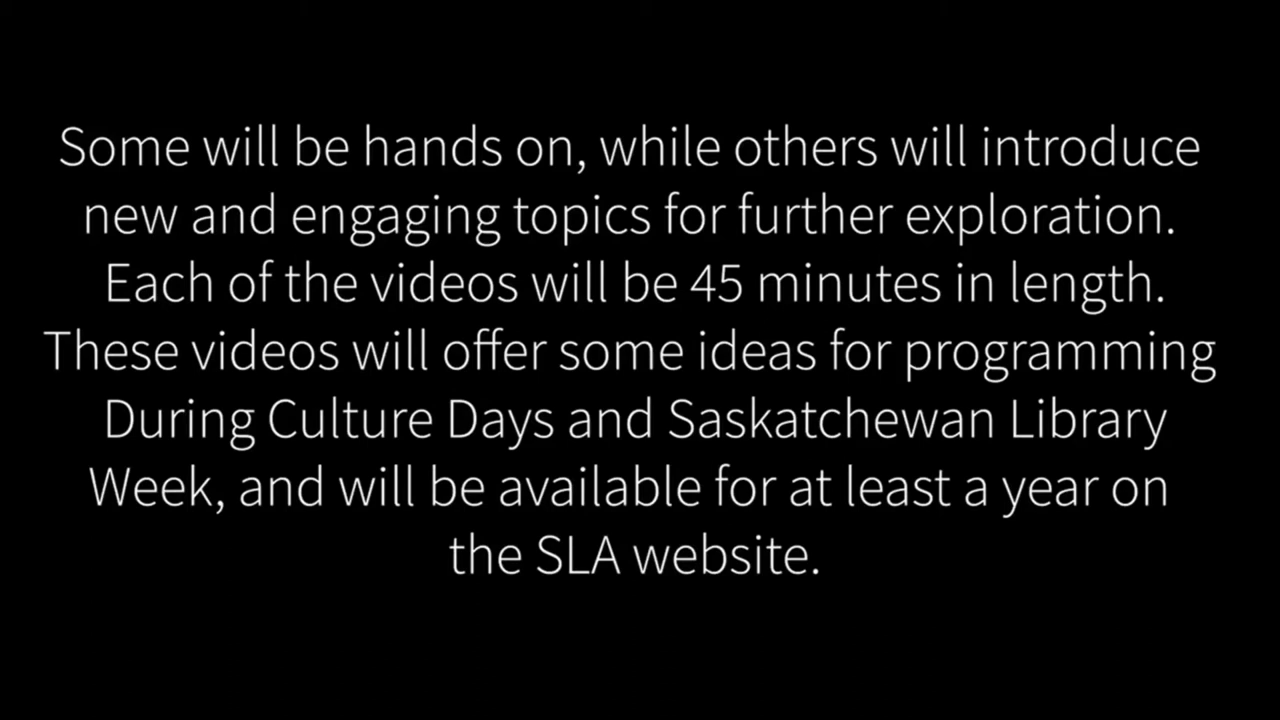 Some will be hands on, while others will introduce
new and engaging topics for further exploration.
Each of the videos will be 45 minutes in length.
These videos will offer some ideas for programming
During Culture Days and Saskatchewan Library
Week, and will be available for at least a year on
the SLA website.